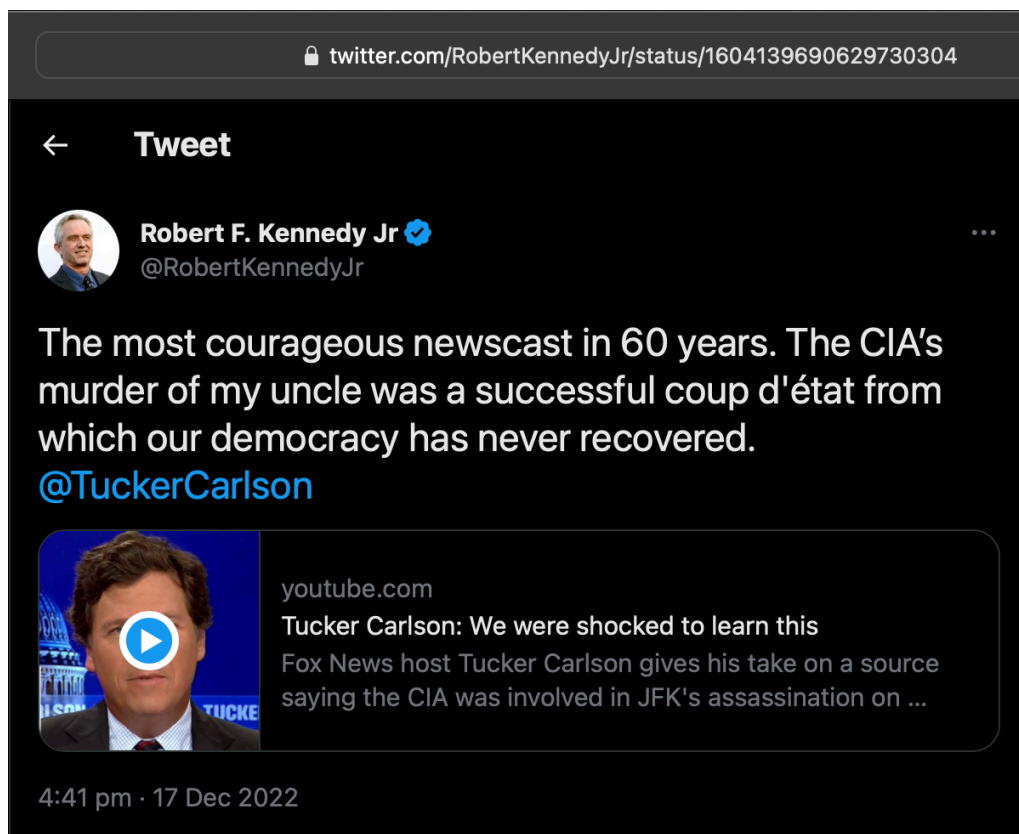 twitter.com/RobertKennedyJr/status/1604139690629730304
Tweet
Robert F. Kennedy Jr
@RobertKennedyJr
The most courageous newscast in 60 years. The CIA’s
murder of my uncle was a successful coup d'état from
which our democracy has never recovered.
@TuckerCarlson
youtube.com
Tucker Carlson: We were shocked to learn this
Fox News host Tucker Carlson gives his take on a source
saying the CIA was involved in JFK's assassination on ...
LSON TUCKE
4:41 pm · 17 Dec 2022